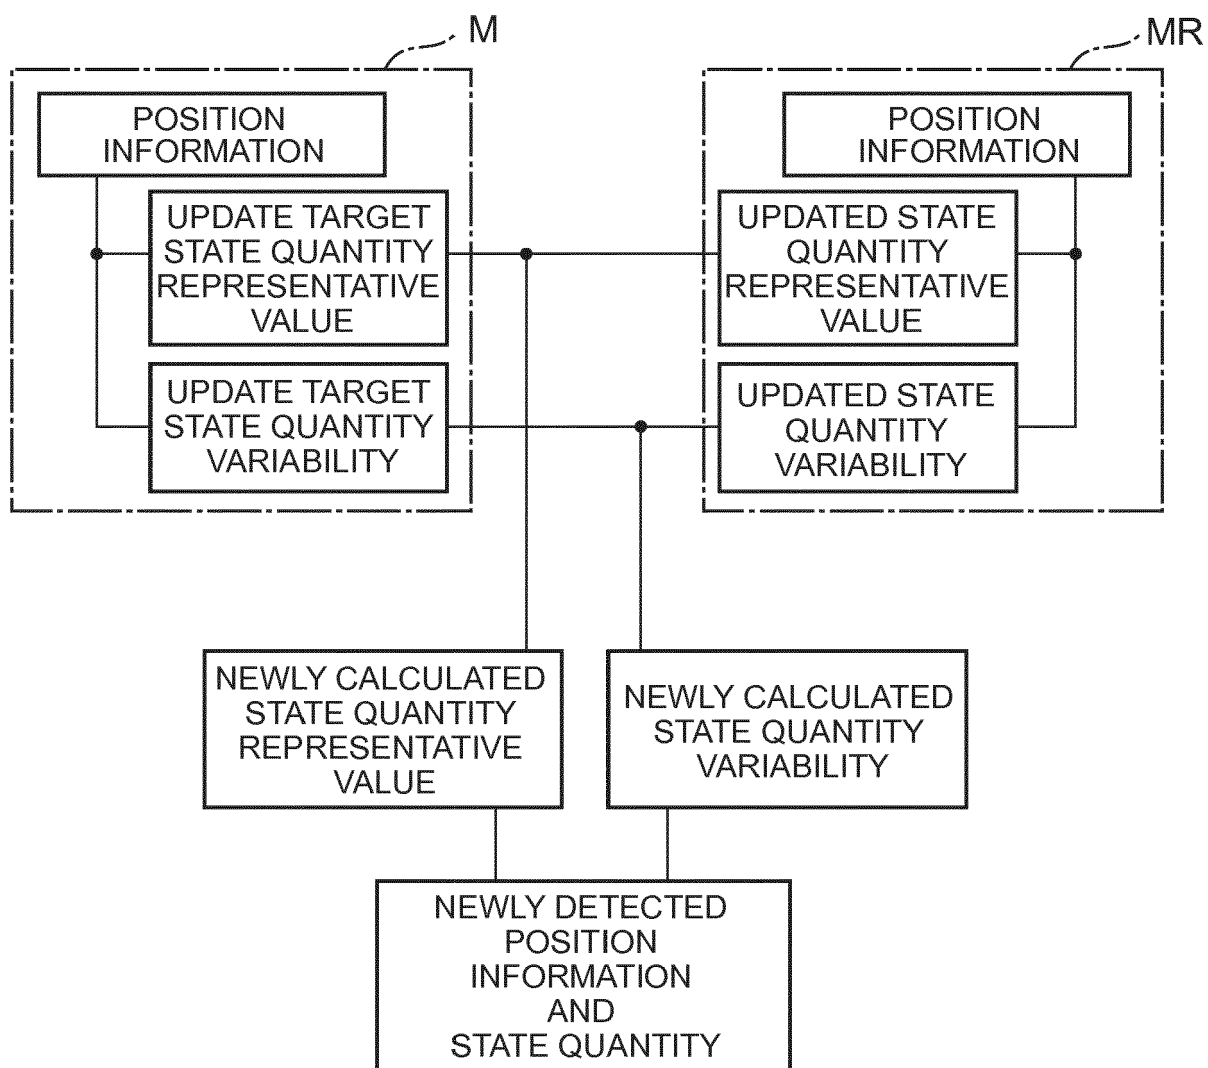 M
MR
POSITION
INFORMATION
UPDATE TARGET
STATE QUANTITY
REPRESENTATIVE
VALUE
UPDATE TARGET
STATE QUANTITY
VARIABILITY
POSITION
INFORMATION
UPDATED STATE
QUANTITY
REPRESENTATIVE
VALUE
UPDATED STATE
QUANTITY
VARIABILITY
NEWLY CALCULATED
STATE QUANTITY
REPRESENTATIVE
VALUE
NEWLY CALCULATED
STATE QUANTITY
VARIABILITY
NEWLY DETECTED
POSITION
INFORMATION
AND
STATE QUANTITY